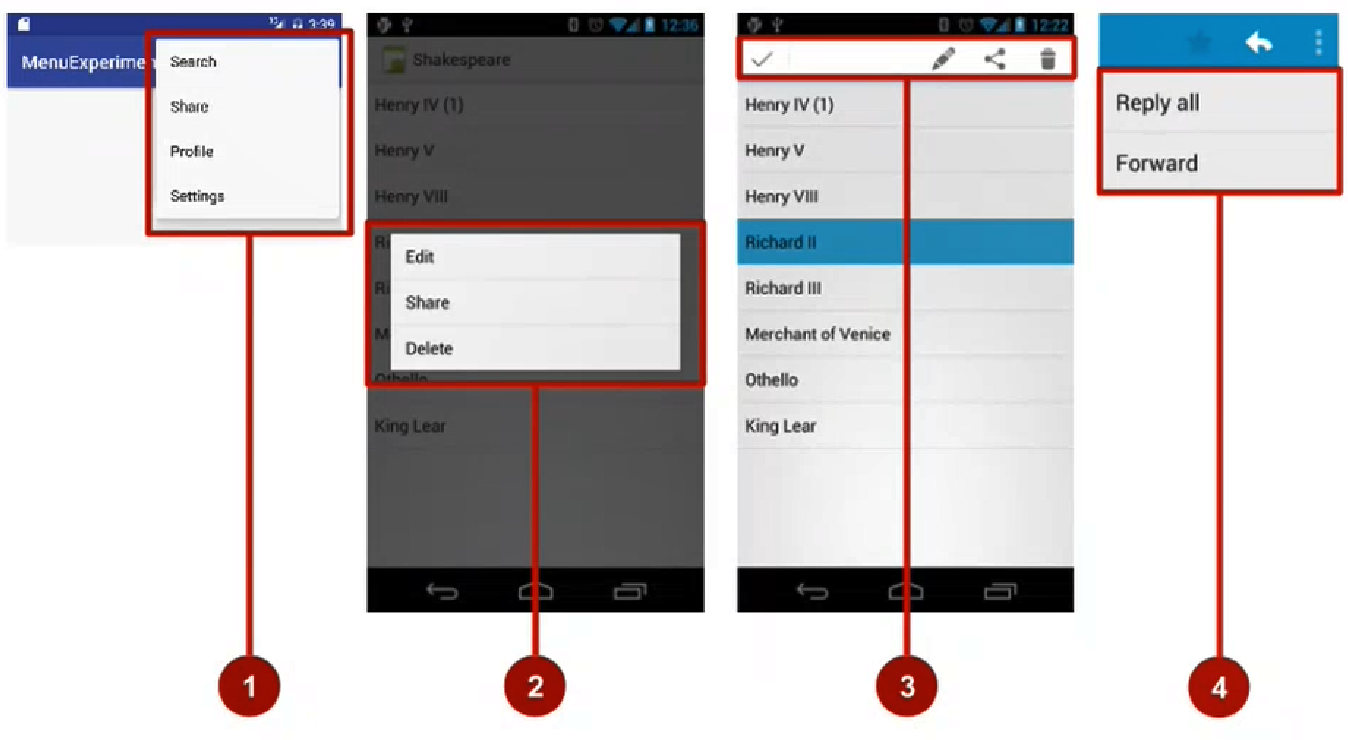 3:39
MenuExperime
Search
Share
Profile
Settings
1
12:36
Shakespeare
Henry IV (1)
Henry V
Henry VIII
Ri
Edit
Ri
Share
M
Delete
Othello
King Lear
2
12:22
Henry IV (1)
Henry V
Henry VIII
Richard II
Richard III
Merchant of Venice
Othello
King Lear
3
Reply all
Forward
4